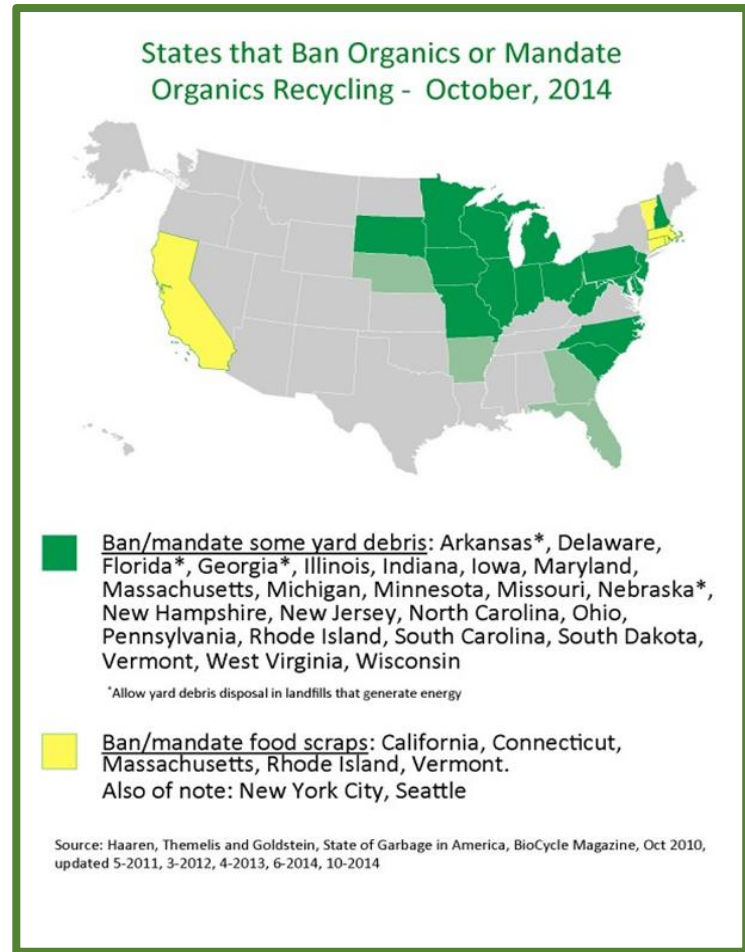 States that Ban Organics or Mandate
Organics Recycling - October, 2014
Ban/mandate some yard debris: Arkansas*, Delaware,
Florida*, Georgia*, Illinois, Indiana, Iowa, Maryland,
Massachusetts, Michigan, Minnesota, Missouri, Nebraska*,
New Hampshire, New Jersey, North Carolina, Ohio,
Pennsylvania, Rhode Island, South Carolina, South Dakota,
Vermont, West Virginia, Wisconsin
*Allow yard debris disposal in landfills that generate energy
Ban/mandate food scraps: California, Connecticut,
Massachusetts, Rhode Island, Vermont.
Also of note: New York City, Seattle
Source: Haaren, Themelis and Goldstein, State of Garbage in America, BioCycle Magazine, Oct 2010,
updated 5-2011, 3-2012, 4-2013, 6-2014, 10-2014